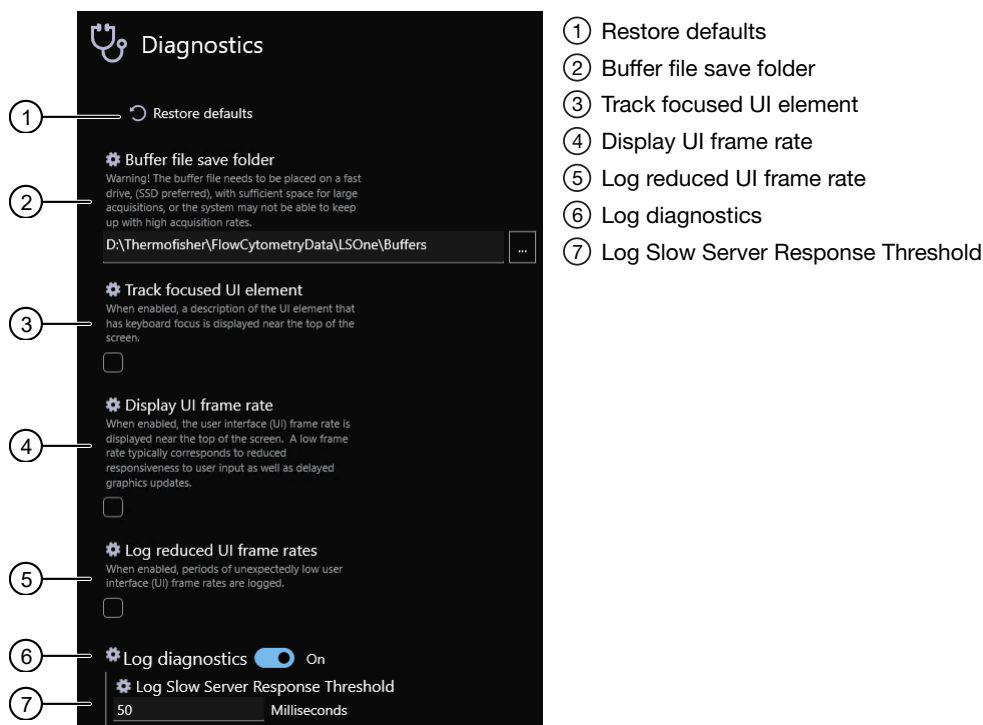 Diagnostics
1 Restore defaults
Buffer file save folder
Warning! The buffer file needs to be placed on a fast
drive, (SSD preferred), with sufficient space for large
2
acquisitions, or the system may not be able to keep
up with high acquisition rates.
D:\Thermofisher\FlowCytometryData\LSOne\Buffers ...
Track focused UI element
When enabled, a description of the UI element that
3 has keyboard focus is displayed near the top of the
screen.
Display UI frame rate
When enabled, the user interface (UI) frame rate is
displayed near the top of the screen. A low frame
4 rate typically corresponds to reduced
responsiveness to user input as well as delayed
graphics updates.
Log reduced UI frame rates
When enabled, periods of unexpectedly low user
5 interface (UI) frame rates are logged.
6 Log diagnostics On
Log Slow Server Response Threshold
7 50 Milliseconds
1 Restore defaults
2 Buffer file save folder
3 Track focused UI element
4 Display UI frame rate
5 Log reduced UI frame rate
6 Log diagnostics
7 Log Slow Server Response Threshold